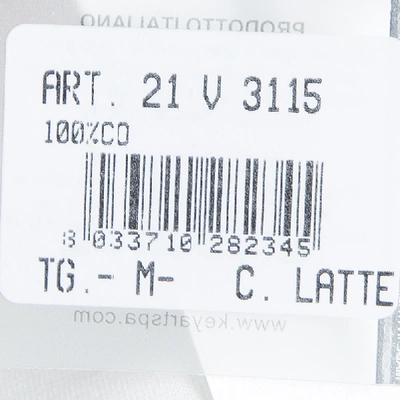 PRODOTTO ITALIANO
ART. 21 V 3115
100%CO
8 033710 282345
TG.- M- C. LATTE
www.keyartspa.com